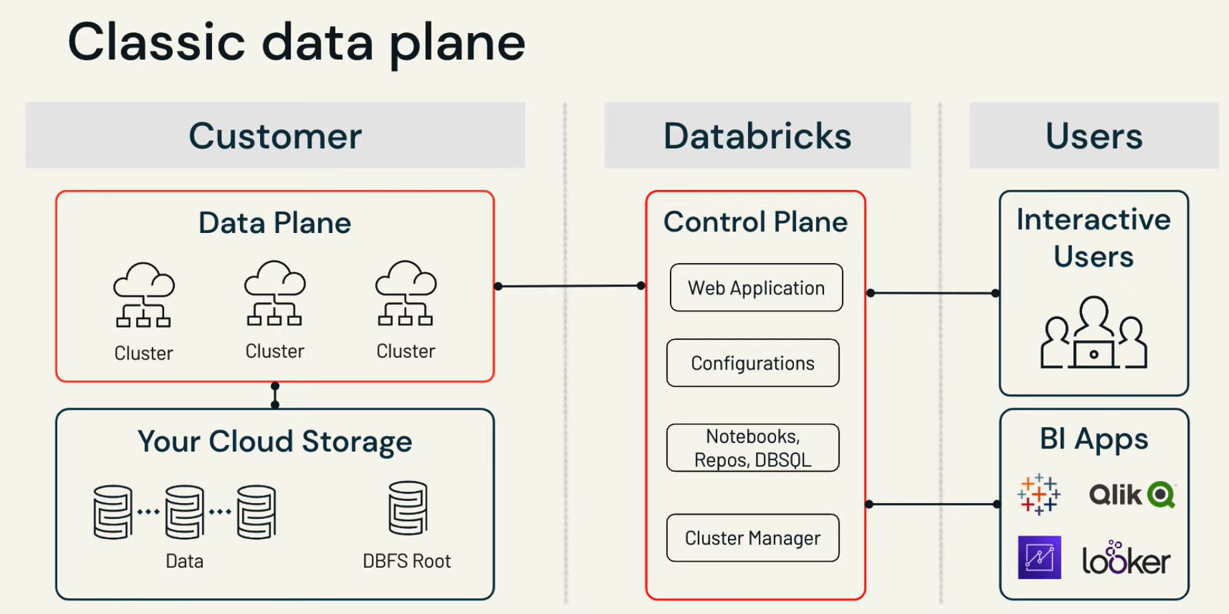 Classic data plane
Customer
Databricks
Users
Data Plane
Cluster
Cluster
Cluster
Your Cloud Storage
Data
DBFS Root
Control Plane
Web Application
Configurations
Notebooks,
Repos, DBSQL
Cluster Manager
Interactive
Users
BI Apps
Qlik
looker